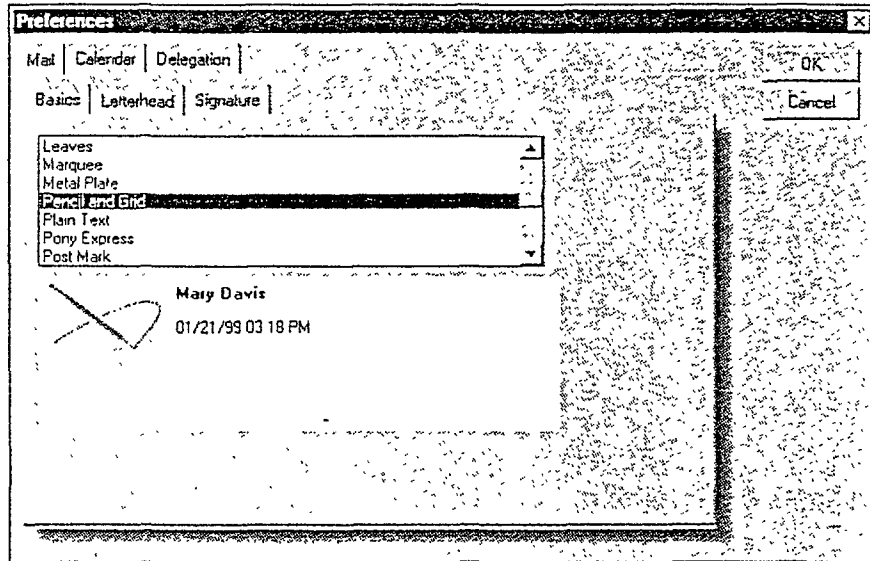 Preferences
Mail Calendar Delegation
OK
Basics Letterhead Signature
Cancel
Leaves
Marquee
Metal Plate
Pencil and Grid
Plain Text
Pony Express
Post Mark
Mary Davis
01/21/99 03 18 PM